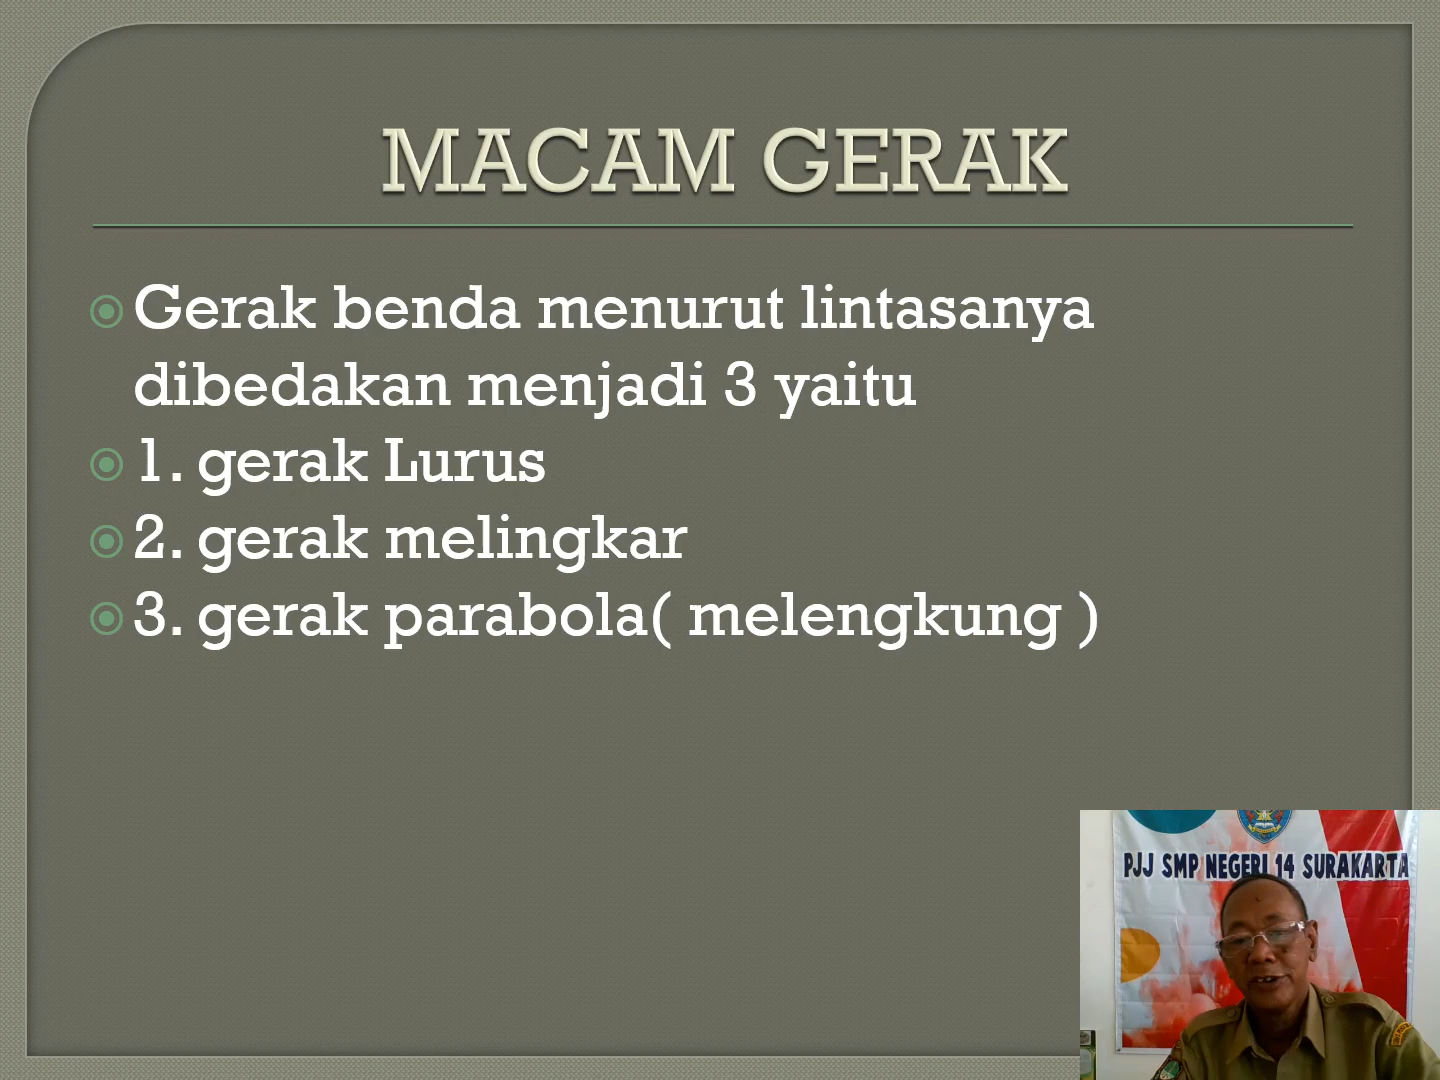 MACAM GERAK
Gerak benda menurut lintasanya
dibedakan menjadi 3 yaitu
1. gerak Lurus
2. gerak melingkar
3. gerak parabola( melengkung )
PJJ SMP NEGERI 14 SURAKARTA